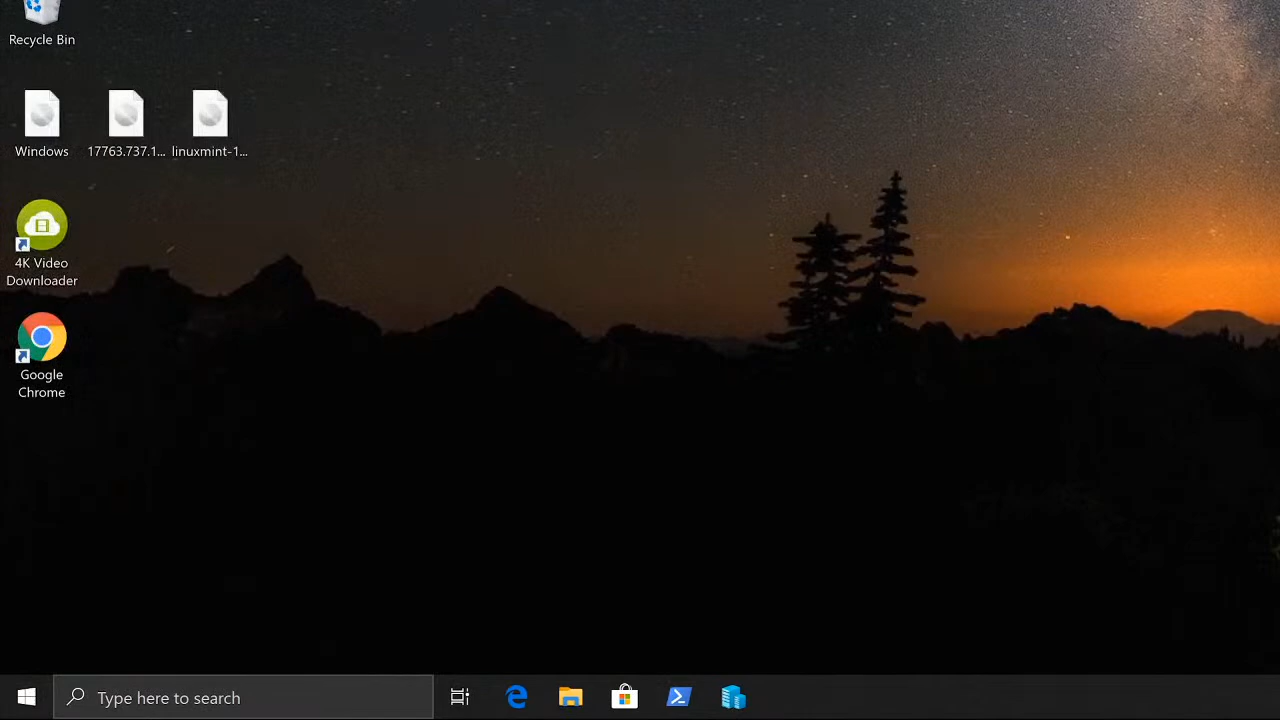 Recycle Bin
Windows
17763.737.1...
linuxmint-1...
4K Video
Downloader
Google
Chrome
Type here to search